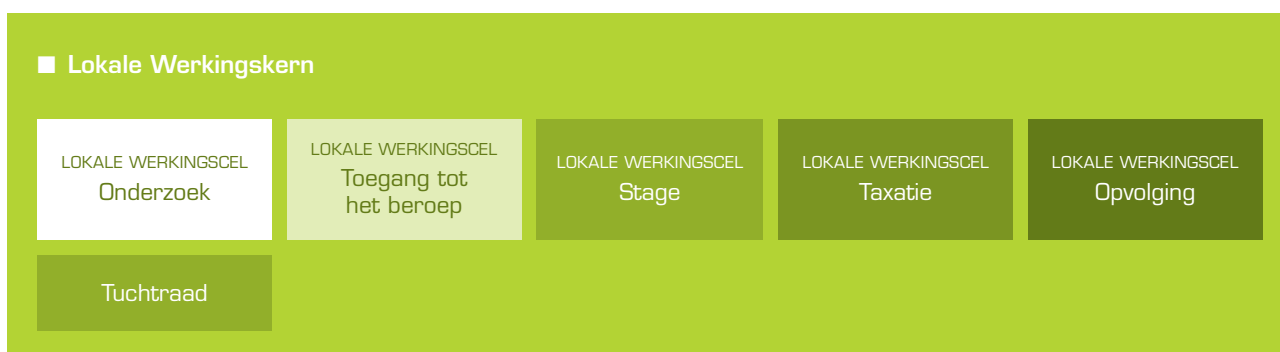 Lokale Werkingskern
LOKALE WERKINGSCEL
Onderzoek
LOKALE WERKINGSCEL
Toegang tot
het beroep
LOKALE WERKINGSCEL
Stage
LOKALE WERKINGSCEL
Taxatie
LOKALE WERKINGSCEL
Opvolging
Tuchtraad